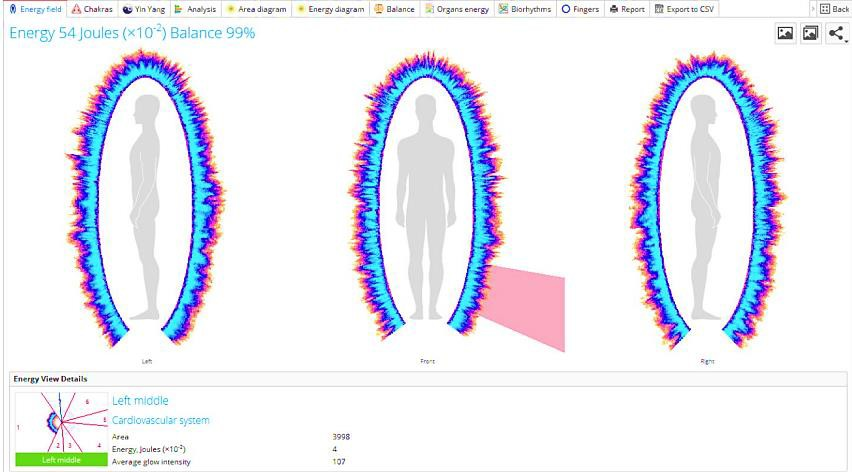 Energy field Chakras Yin Yang Analysis Area diagram Energy diagram Balance Organs energy Biorhythms Fingers Report Export to CSV Back
Energy 54 Joules (×10⁻²) Balance 99%
Left Front Right
Energy View Details
Left middle
Cardiovascular system
Area 3998
Energy, Joules (×10⁻²) 4
Average glow intensity 107
1 2 3 4 5 6 7
Left middle